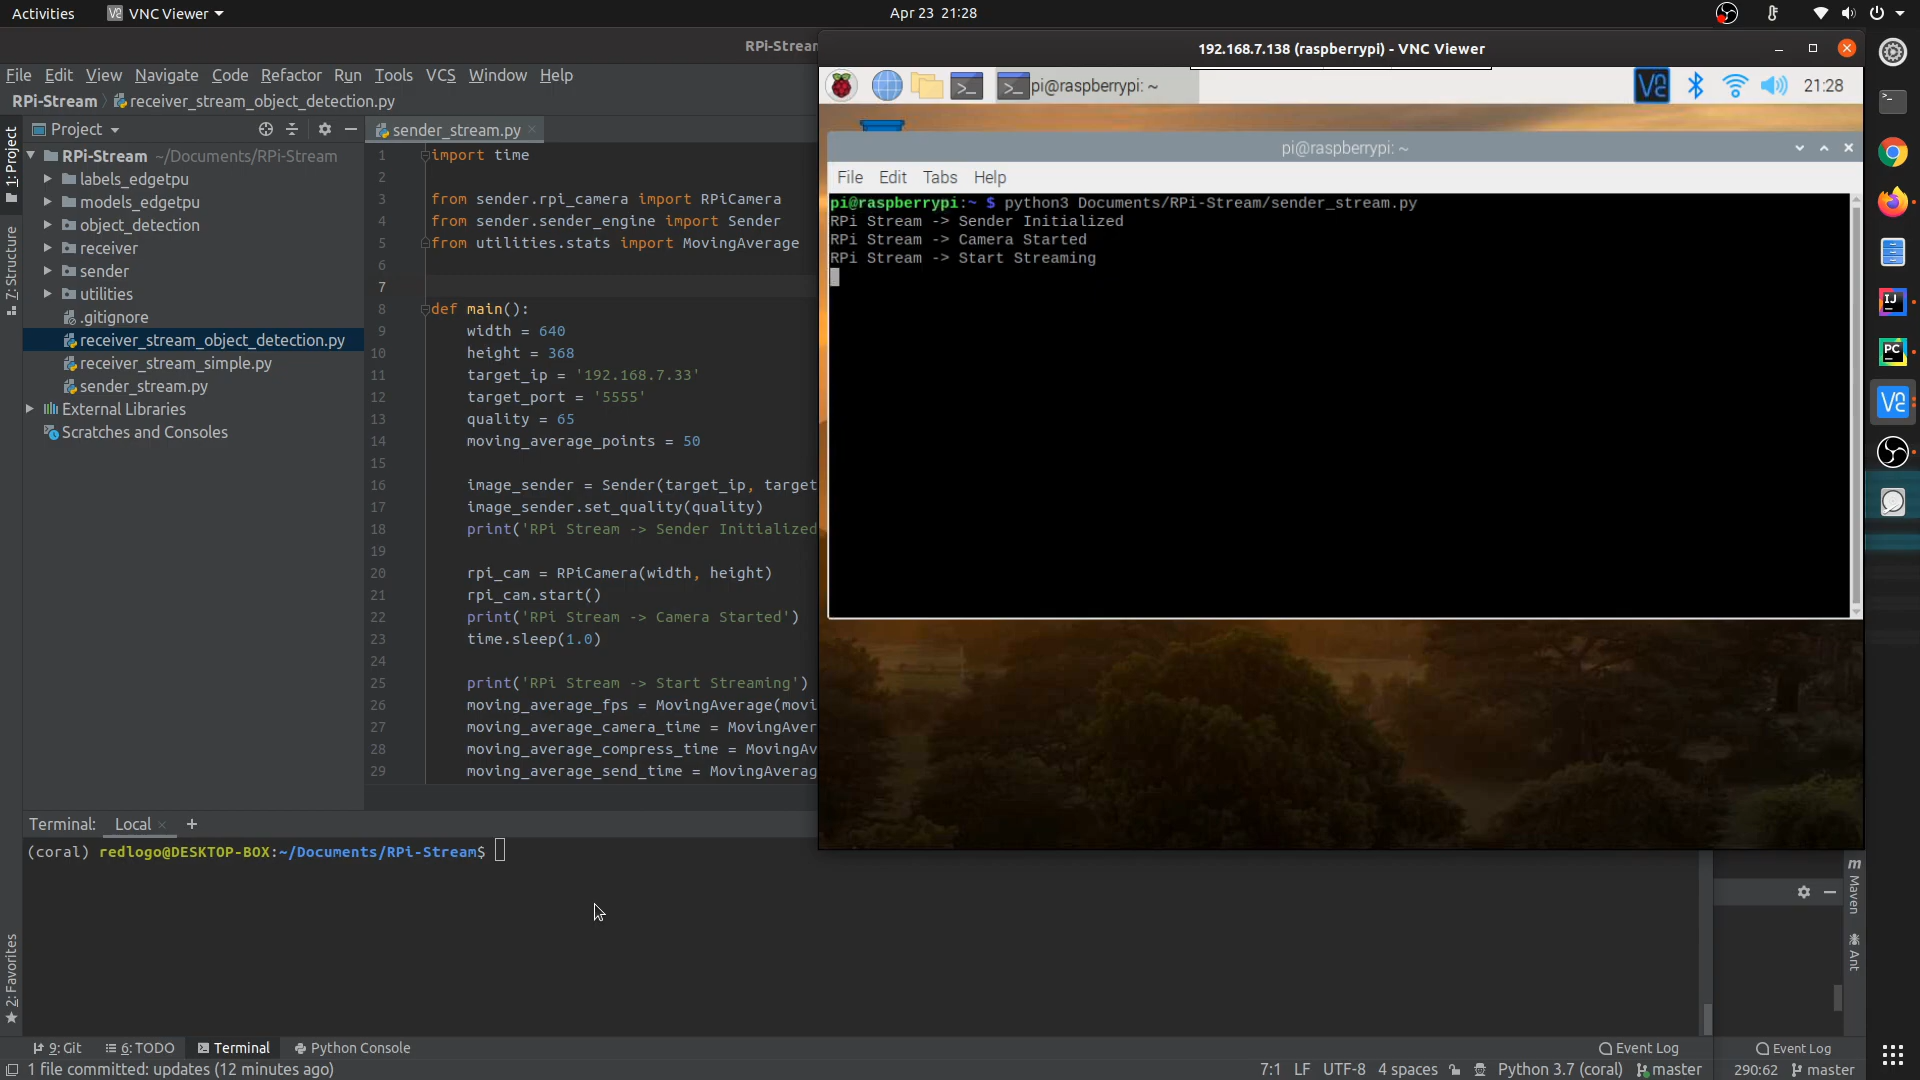 Activities
VNC Viewer
Apr 23 21:28
RPi-Strea
192.168.7.138 (raspberrypi) - VNC Viewer
File Edit View Navigate Code Refactor Run Tools VCS Window Help
RPi-Stream
receiver_stream_object_detection.py
pi@raspberrypi: ~
21:28
1: Project
Project
sender_stream.py
RPi-Stream ~/Documents/RPi-Stream
labels_edgetpu
models_edgetpu
object_detection
receiver
sender
utilities
.gitignore
receiver_stream_object_detection.py
receiver_stream_simple.py
sender_stream.py
External Libraries
Scratches and Consoles
7: Structure
2: Favorites
1 import time
2
3 from sender.rpi_camera import RPiCamera
4 from sender.sender_engine import Sender
5 from utilities.stats import MovingAverage
6
7
8 def main():
9 width = 640
10 height = 368
11 target_ip = '192.168.7.33'
12 target_port = '5555'
13 quality = 65
14 moving_average_points = 50
15
16 image_sender = Sender(target_ip, target
17 image_sender.set_quality(quality)
18 print('RPi Stream -> Sender Initialized
19
20 rpi_cam = RPiCamera(width, height)
21 rpi_cam.start()
22 print('RPi Stream -> Camera Started')
23 time.sleep(1.0)
24
25 print('RPi Stream -> Start Streaming')
26 moving_average_fps = MovingAverage(movi
27 moving_average_camera_time = MovingAver
28 moving_average_compress_time = MovingAv
29 moving_average_send_time = MovingAverag
pi@raspberrypi: ~
File Edit Tabs Help
pi@raspberrypi:~ $ python3 Documents/RPi-Stream/sender_stream.py
RPi Stream -> Sender Initialized
RPi Stream -> Camera Started
RPi Stream -> Start Streaming
Terminal: Local +
(coral) redlogo@DESKTOP-BOX:~/Documents/RPi-Stream$
Maven
Ant
9: Git
6: TODO
Terminal
Python Console
Event Log
Event Log
1 file committed: updates (12 minutes ago)
7:1 LF UTF-8 4 spaces Python 3.7 (coral) master
290:62 master